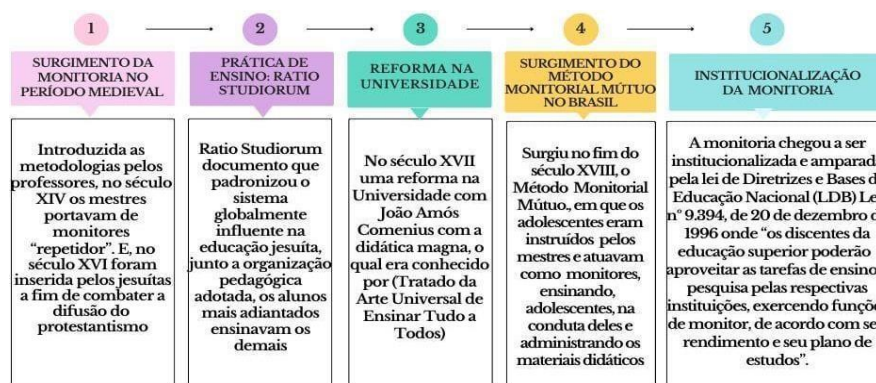 1
SURGIMENTO DA
MONITORIA NO
PERÍODO MEDIEVAL
Introduzida as
metodologias pelos
professores, no século
XIV os mestres
portavam de
monitores
"repetidor". E, no
século XVI foram
inserida pelos jesuítas
a fim de combater a
difusão do
protestantismo
2
PRÁTICA DE
ENSINO: RATIO
STUDIORUM
Ratio Studiorum
documento que
padronizou o
sistema
globalmente
influente na
educação jesuíta,
junto a organização
pedagógica
adotada, os alunos
mais adiantados
ensinavam os
demais
3
REFORMA NA
UNIVERSIDADE
No século XVII
uma reforma na
Universidade com
João Amós
Comenius com a
didática magna, o
qual era conhecido
por (Tratado da
Arte Universal de
Ensinar Tudo a
Todos)
4
SURGIMENTO DO
MÉTODO
MONITORIAL MÚTUO
NO BRASIL
Surgiu no fim do
século XVIII, o
Método Monitorial
Mútuo., em que os
adolescentes eram
instruídos pelos
mestres e atuavam
como monitores,
ensinando,
adolescentes, na
conduta deles e
administrando os
materiais didáticos
5
INSTITUCIONALIZAÇÃO
DA MONITORIA
A monitoria chegou a ser
institucionalizada e amparada
pela lei de Diretrizes e Bases d
Educação Nacional (LDB) Le
nº 9.394, de 20 de dezembro d
1996 onde "os discentes da
educação superior poderão
aproveitar as tarefas de ensino
pesquisa pelas respectivas
instituições, exercendo funçõ
de monitor, de acordo com se
rendimento e seu plano de
estudos".